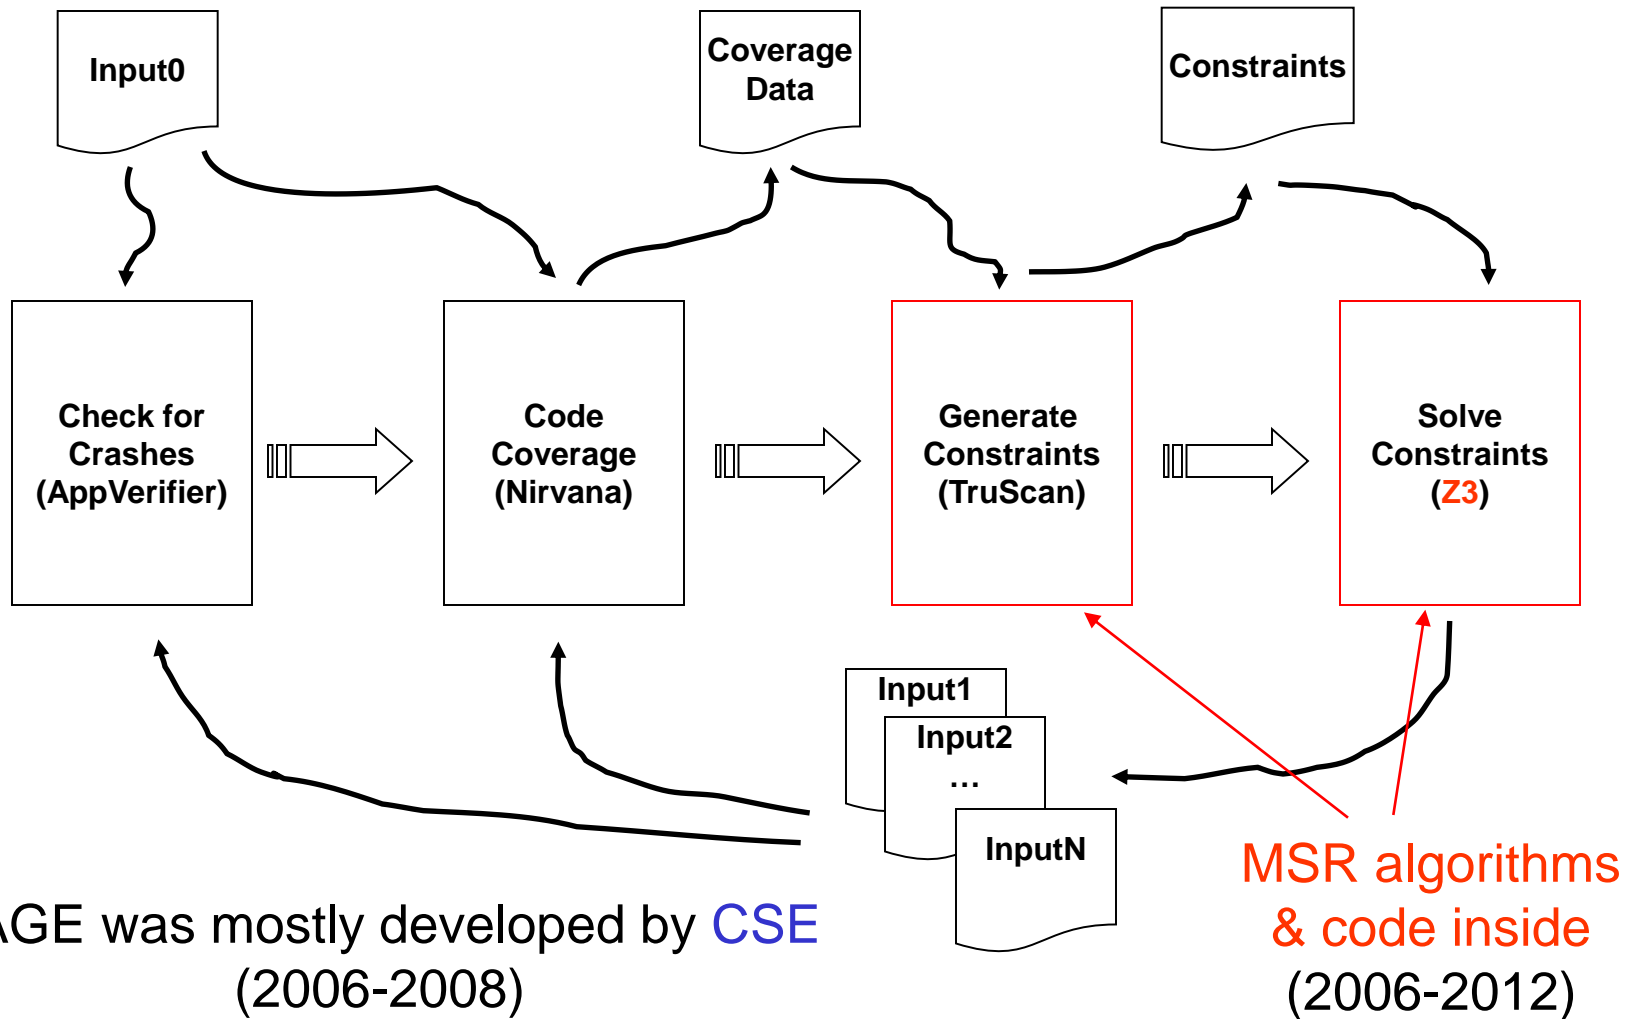 Input0
Coverage
Data
Constraints
Check for
Crashes
(AppVerifier)
Code
Coverage
(Nirvana)
Generate
Constraints
(TruScan)
Solve
Constraints
(Z3)
Input1
Input2
…
InputN
AGE was mostly developed by CSE
(2006-2008)
MSR algorithms
& code inside
(2006-2012)